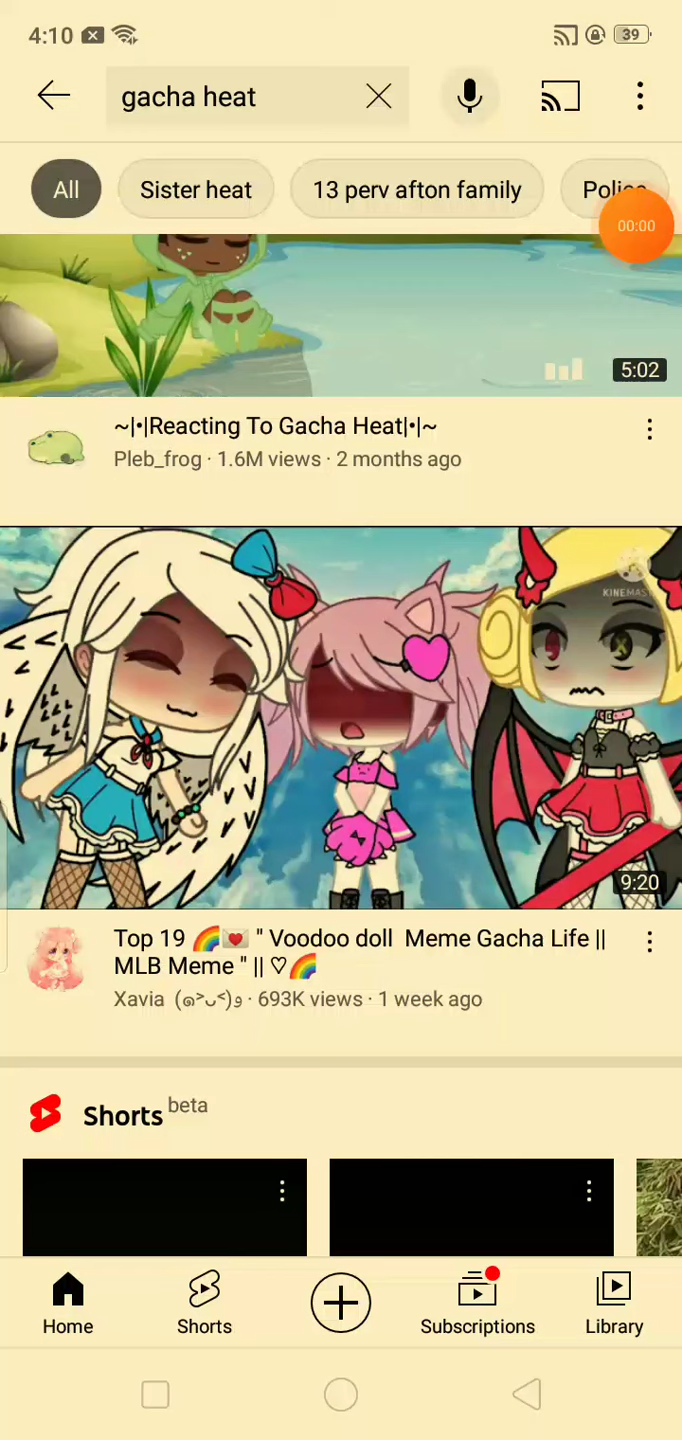 4:10
39
gacha heat
All
Sister heat
13 perv afton family
Police
00:00
5:02
~|•|Reacting To Gacha Heat|•|~
Pleb_frog · 1.6M views · 2 months ago
KINEMAS
9:20
Top 19 🌈💌 " Voodoo doll Meme Gacha Life ||
MLB Meme " || ♡🌈
Xavia (๑˃ᴗ˂)ﻭ · 693K views · 1 week ago
Shorts beta
Home
Shorts
Subscriptions
Library